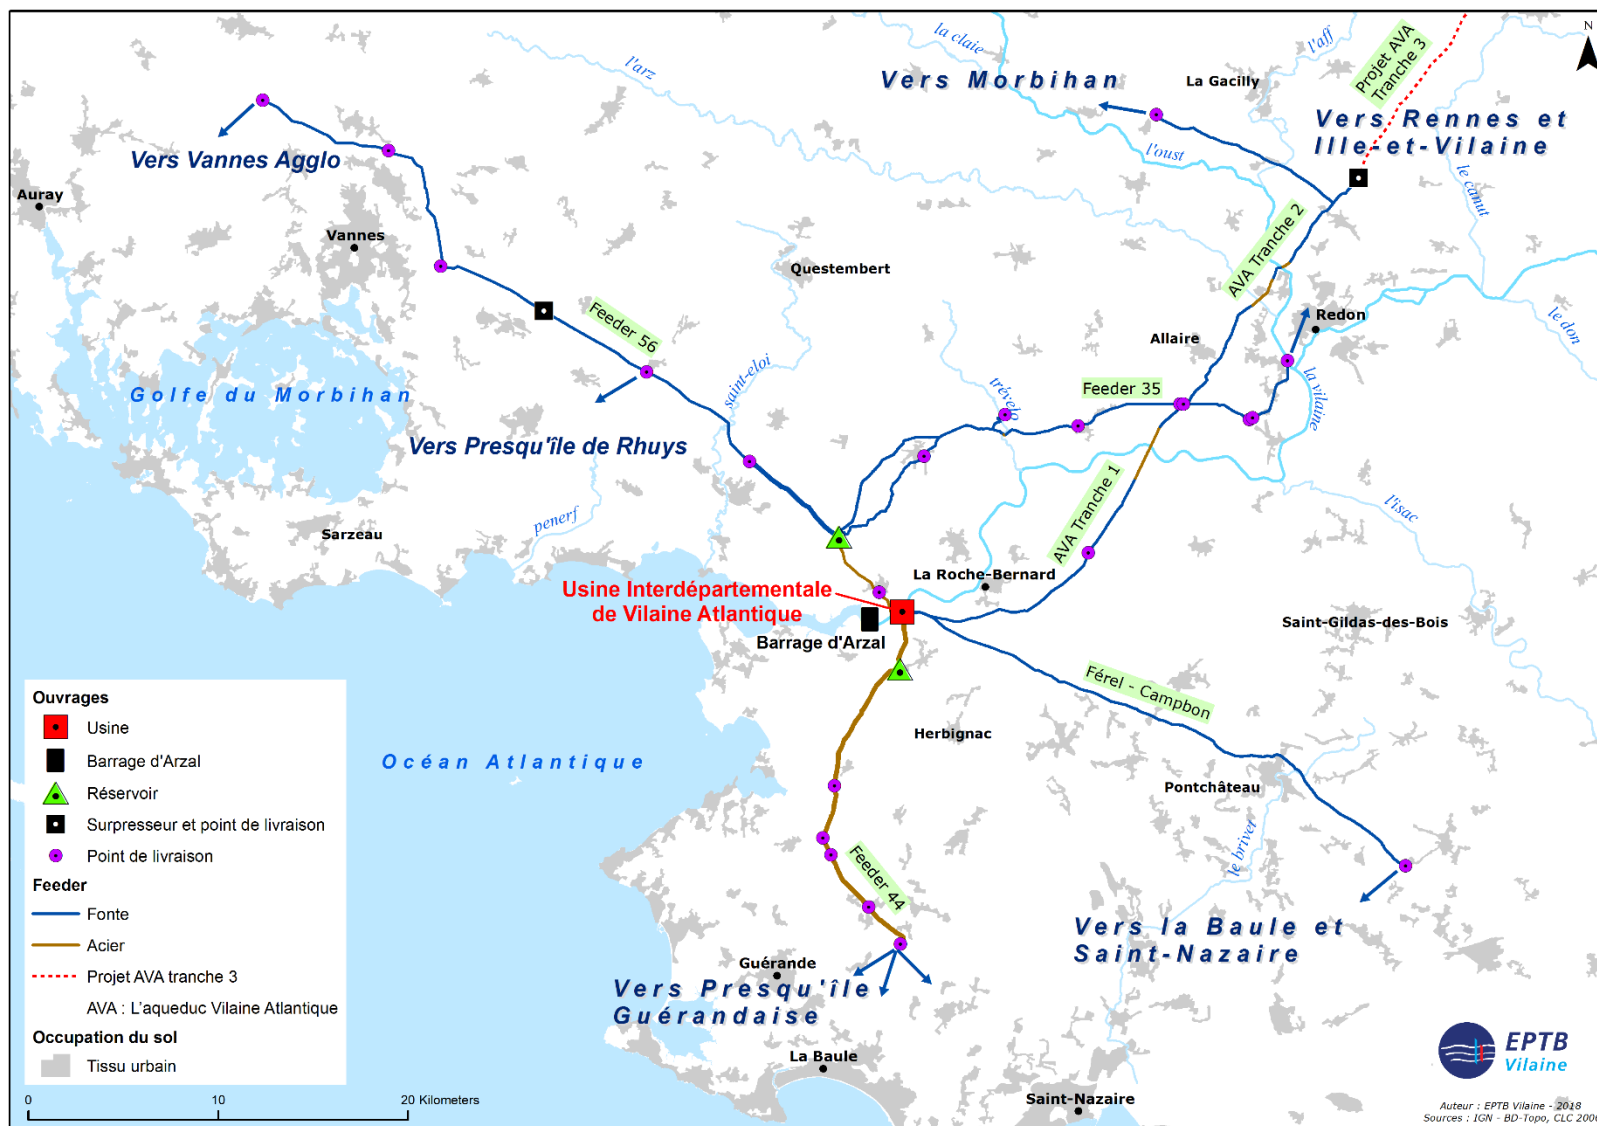 N
la claie
l'aff
Projet AVA
Tranche 3
l'arz
Vers Morbihan
La Gacilly
Vers Rennes et
Ille-et-Vilaine
Vers Vannes Agglo
l'oust
le canut
Auray
Vannes
AVA Tranche 2
Questembert
Redon
Feeder 56
Allaire
le don
saint-eloi
Golfe du Morbihan
trévelo
Feeder 35
la vilaine
Vers Presqu'île de Rhuys
AVA Tranche 1
l'isac
penerf
Sarzeau
La Roche-Bernard
Usine Interdépartementale
de Vilaine Atlantique
Saint-Gildas-des-Bois
Barrage d'Arzal
Férel - Campbon
Herbignac
Océan Atlantique
Pontchâteau
le brivet
Feeder 44
Vers la Baule et
Saint-Nazaire
Guérande
Vers Presqu'île
Guérandaise
La Baule
Saint-Nazaire
Ouvrages
Usine
Barrage d'Arzal
Réservoir
Surpresseur et point de livraison
Point de livraison
Feeder
Fonte
Acier
Projet AVA tranche 3
AVA : L'aqueduc Vilaine Atlantique
Occupation du sol
Tissu urbain
0 10 20 Kilometers
EPTB
Vilaine
Auteur : EPTB Vilaine - 2018
Sources : IGN - BD-Topo, CLC 2006